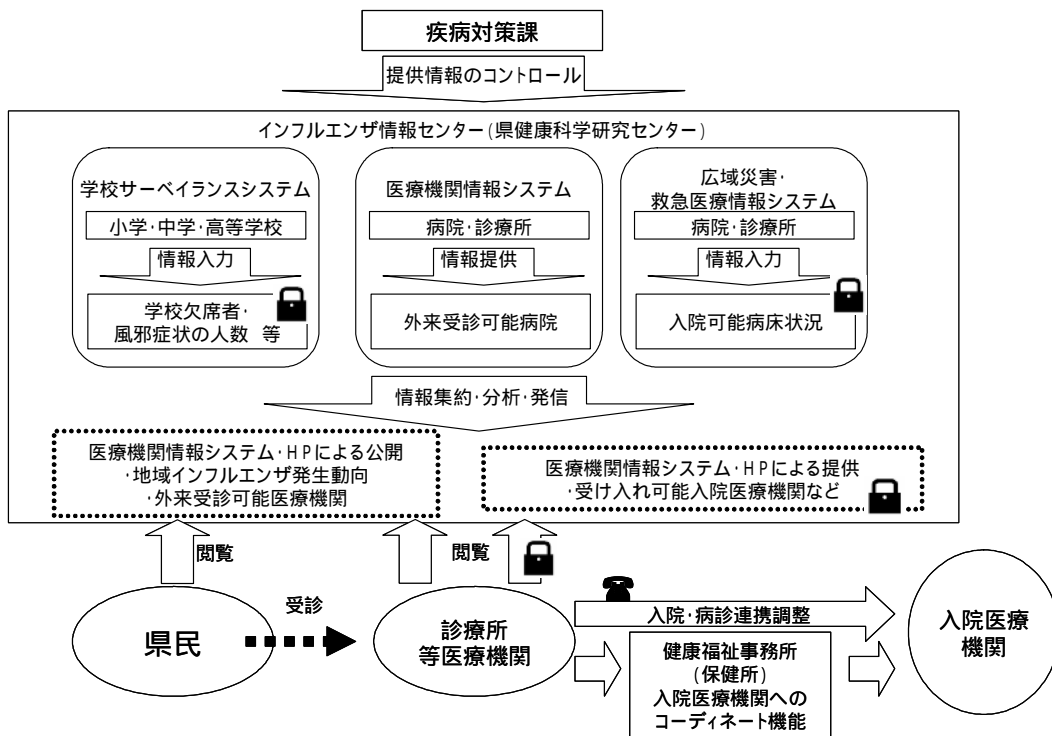 疾病対策課
提供情報のコントロール
インフルエンザ情報センター(県健康科学研究センター)
学校サーベイランスシステム
小学・中学・高等学校
情報入力
学校欠席者・
風邪症状の人数 等
医療機関情報システム
病院・診療所
情報提供
外来受診可能病院
広域災害・
救急医療情報システム
病院・診療所
情報入力
入院可能病床状況
情報集約・分析・発信
医療機関情報システム・HPによる公開
・地域インフルエンザ発生動向
・外来受診可能医療機関
医療機関情報システム・HPによる提供
・受け入れ可能入院医療機関など
閲覧
閲覧
県民
受診
診療所
等医療機関
入院・病診連携調整
健康福祉事務所
(保健所)
入院医療機関への
コーディネート機能
入院医療
機関